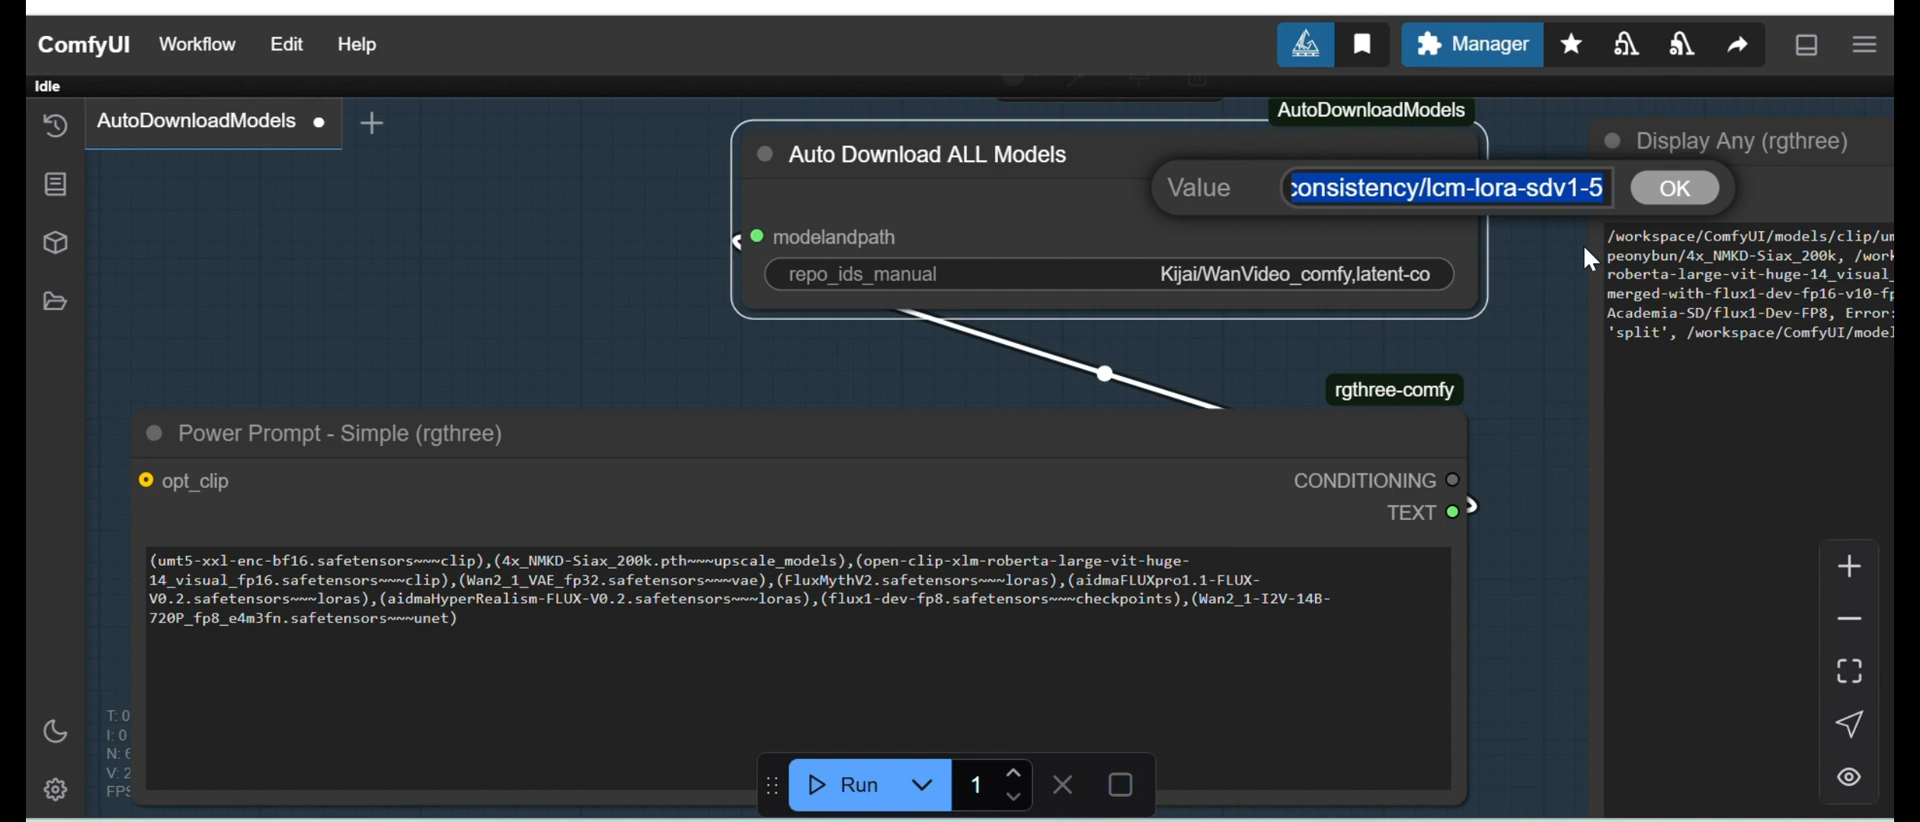 ComfyUI Workflow Edit Help Manager
Idle
AutoDownloadModels
AutoDownloadModels
Auto Download ALL Models
Display Any (rgthree)
Value consistency/lcm-lora-sdv1-5 OK
modelandpath
repo_ids_manual Kijai/WanVideo_comfy,latent-co
/workspace/ComfyUI/models/clip/um
peonybun/4x_NMKD-Siax_200k, /work
roberta-large-vit-huge-14_visual_
merged-with-flux1-dev-fp16-v10-fp
Academia-SD/flux1-Dev-FP8, Error:
'split', /workspace/ComfyUI/model
rgthree-comfy
Power Prompt - Simple (rgthree)
opt_clip
CONDITIONING
TEXT
(umt5-xxl-enc-bf16.safetensors~~~clip),(4x_NMKD-Siax_200k.pth~~~upscale_models),(open-clip-xlm-roberta-large-vit-huge-
14_visual_fp16.safetensors~~~clip),(Wan2_1_VAE_fp32.safetensors~~~vae),(FluxMythV2.safetensors~~~loras),(aidmaFLUXpro1.1-FLUX-
V0.2.safetensors~~~loras),(aidmaHyperRealism-FLUX-V0.2.safetensors~~~loras),(flux1-dev-fp8.safetensors~~~checkpoints),(Wan2_1-I2V-14B-
720P_fp8_e4m3fn.safetensors~~~unet)
T: 0
I: 0
N: 6
V: 2
FPS
Run 1